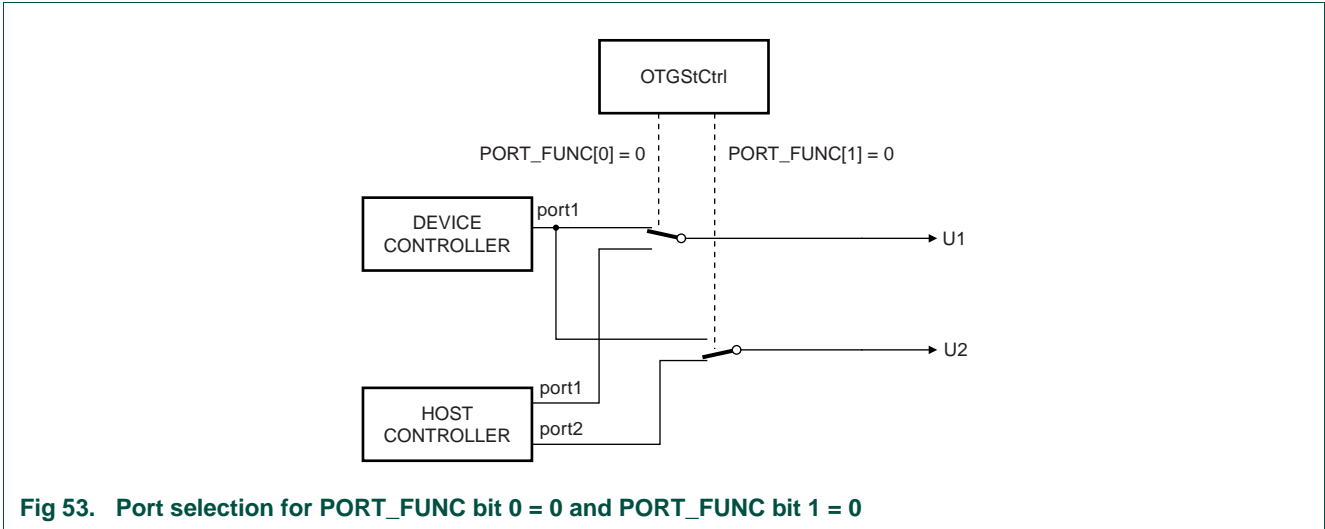 OTGStCtrl
PORT_FUNC[0] = 0
PORT_FUNC[1] = 0
port1
DEVICE
CONTROLLER
U1
U2
port1
HOST
CONTROLLER
port2
Fig 53. Port selection for PORT_FUNC bit 0 = 0 and PORT_FUNC bit 1 = 0